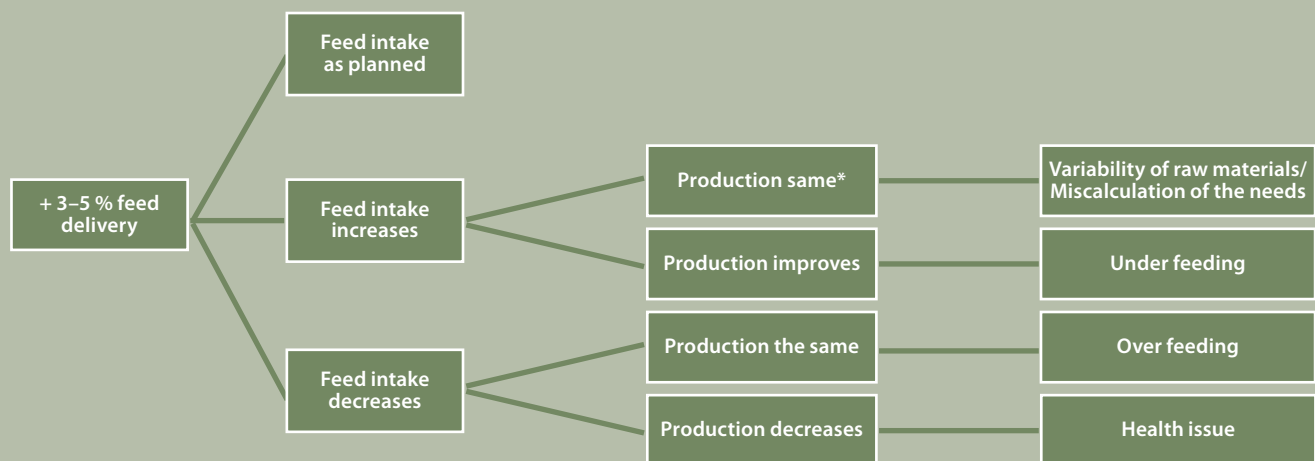 Feed intake
as planned
+ 3–5 % feed
delivery
Feed intake
increases
Feed intake
decreases
Production same*
Production improves
Production the same
Production decreases
Variability of raw materials/
Miscalculation of the needs
Under feeding
Over feeding
Health issue